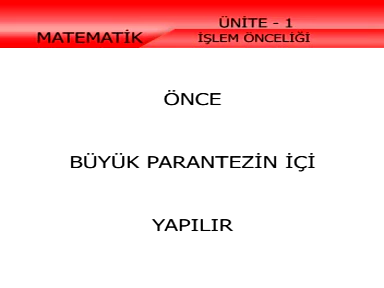 ÜNİTE - 1
MATEMATİK
İŞLEM ÖNCELİĞİ
ÖNCE
BÜYÜK PARANTEZİN İÇİ
YAPILIR